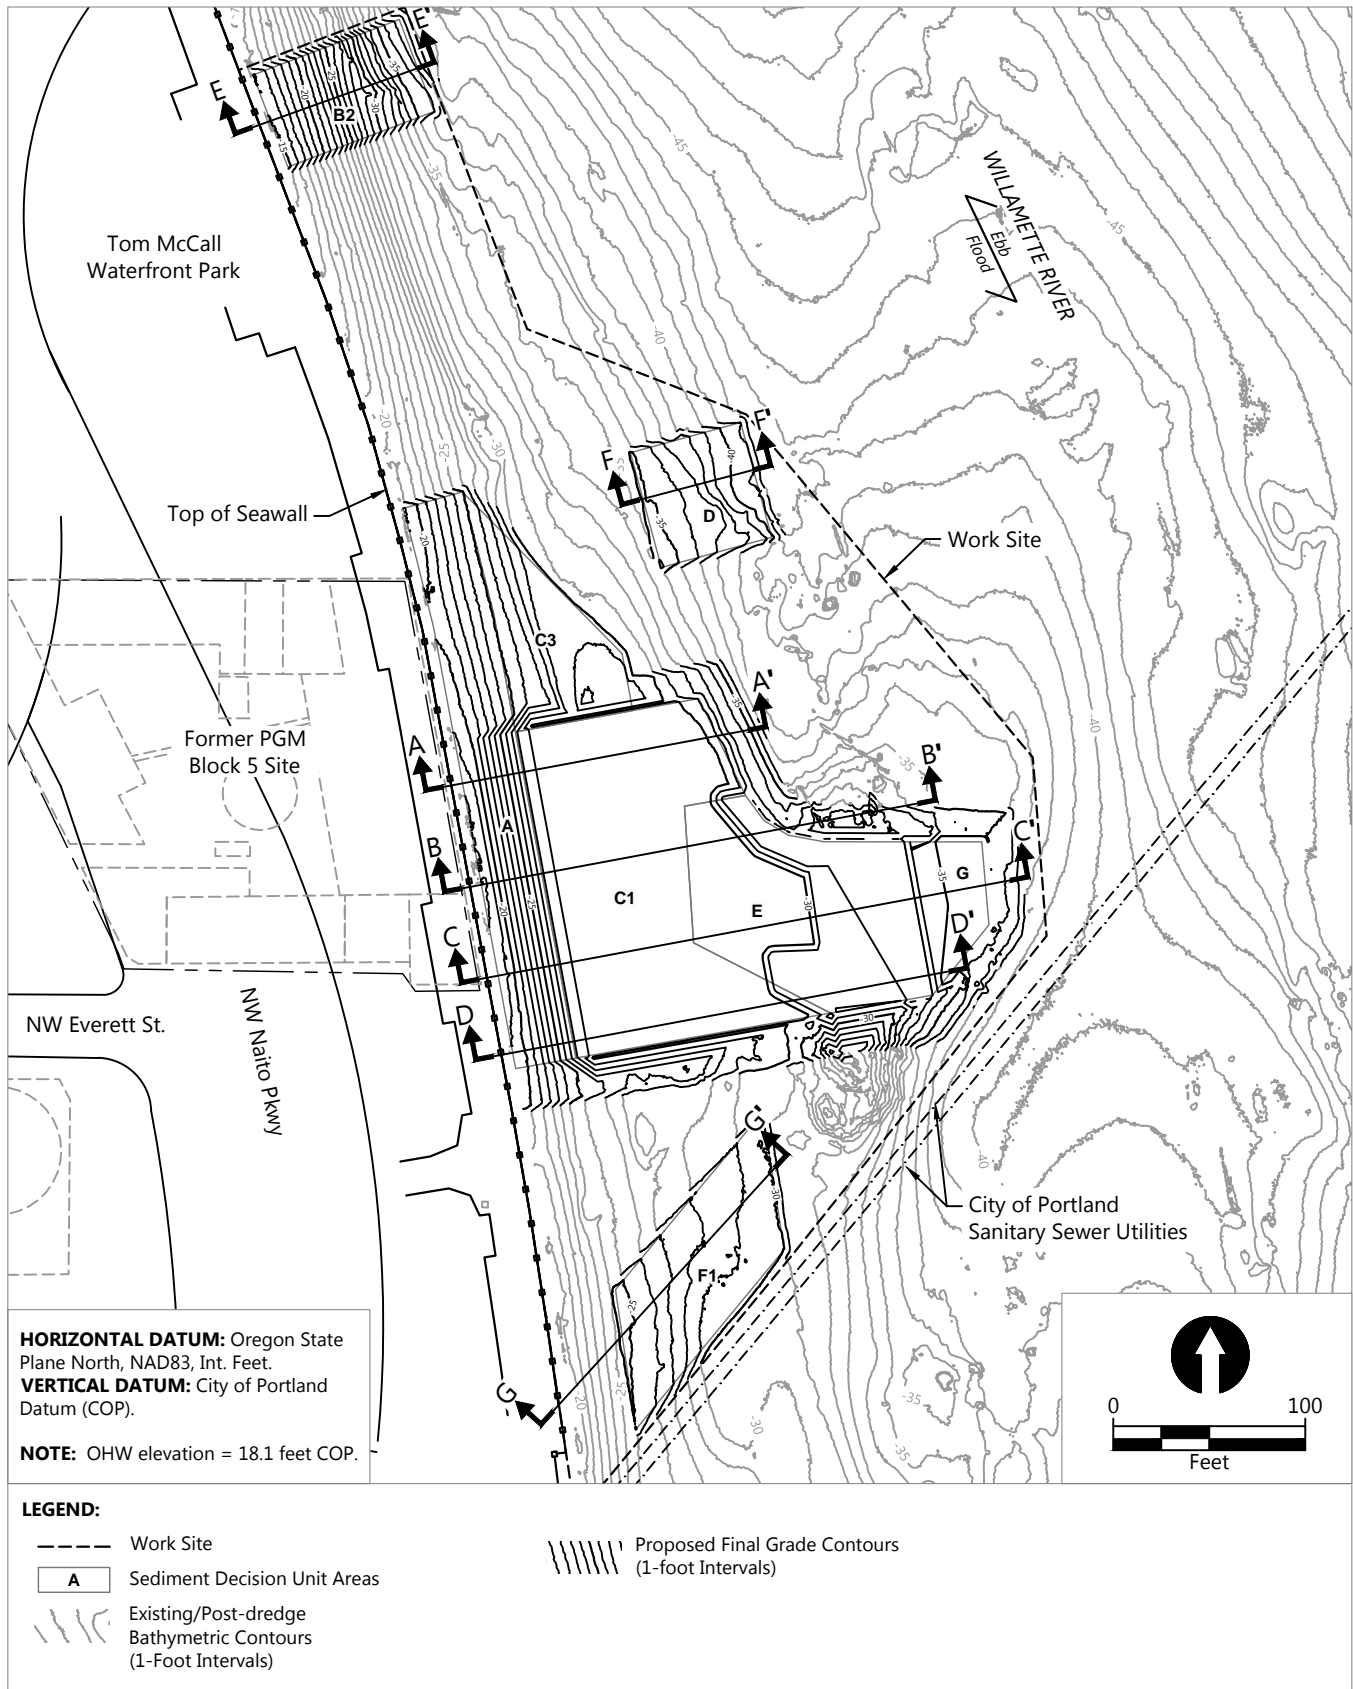 E
E'
-35
-25
-20
-30
B2
-15
-35
-45
WILLAMETTE RIVER
Ebb
Flood
-45
Tom McCall
Waterfront Park
-40
-20
-25
-30
F'
F
-35
-40
D
-35
Top of Seawall
-20
Work Site
C3
A'
-35
Former PGM
Block 5 Site
A
B'
-35
-40
A
C'
B
-35
G
C1
E
-30
-20
-25
D'
C
D
NW Everett St.
NW Naito Pkwy
-30
G'
-40
-30
City of Portland
Sanitary Sewer Utilities
F1
-25
G
-25
-20
-30
-35
HORIZONTAL DATUM: Oregon State
Plane North, NAD83, Int. Feet.
VERTICAL DATUM: City of Portland
Datum (COP).
NOTE: OHW elevation = 18.1 feet COP.
0 100
Feet
LEGEND:
Work Site
A Sediment Decision Unit Areas
Existing/Post-dredge
Bathymetric Contours
(1-Foot Intervals)
Proposed Final Grade Contours
(1-foot Intervals)